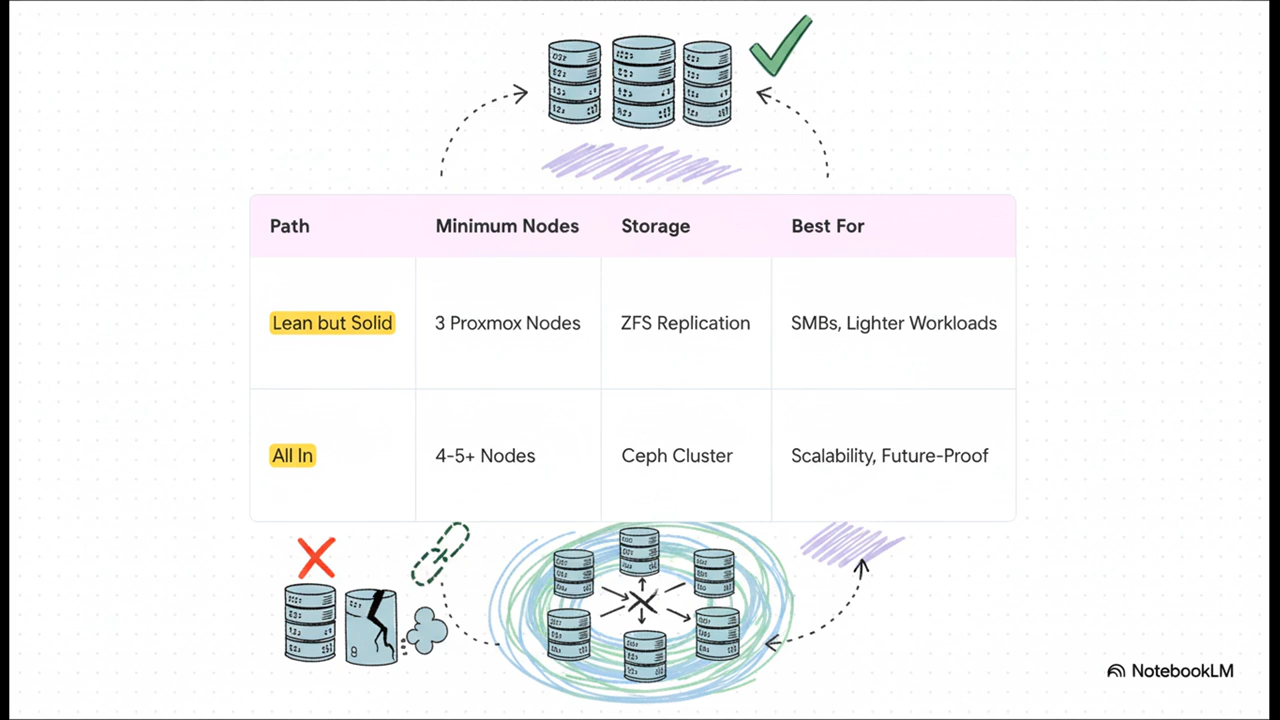 Path Minimum Nodes Storage Best For
Lean but Solid 3 Proxmox Nodes ZFS Replication SMBs, Lighter Workloads
All In 4-5+ Nodes Ceph Cluster Scalability, Future-Proof
NotebookLM